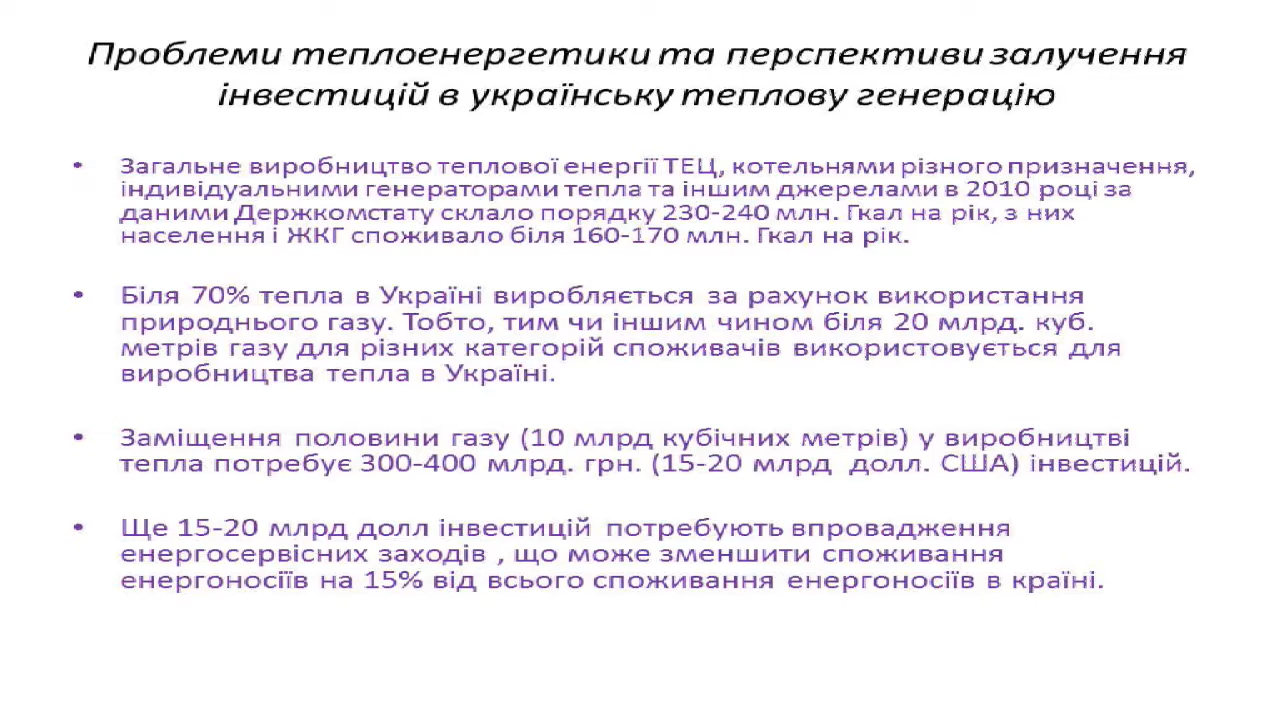 Проблеми теплоенергетики та перспективи залучення
інвестицій в українську теплову генерацію
• Загальне виробництво теплової енергії ТЕЦ, котельнями різного призначення,
індивідуальними генераторами тепла та іншим джерелами в 2010 році за
даними Держкомстату склало порядку 230-240 млн. Гкал на рік, з них
населення і ЖКГ споживало біля 160-170 млн. Гкал на рік.
• Біля 70% тепла в Україні виробляється за рахунок використання
природнього газу. Тобто, тим чи іншим чином біля 20 млрд. куб.
метрів газу для різних категорій споживачів використовується для
виробництва тепла в Україні.
• Заміщення половини газу (10 млрд кубічних метрів) у виробництві
тепла потребує 300-400 млрд. грн. (15-20 млрд долл. США) інвестицій.
• Ще 15-20 млрд долл інвестицій потребують впровадження
енергосервісних заходів , що може зменшити споживання
енергоносіїв на 15% від всього споживання енергоносіїв в країні.